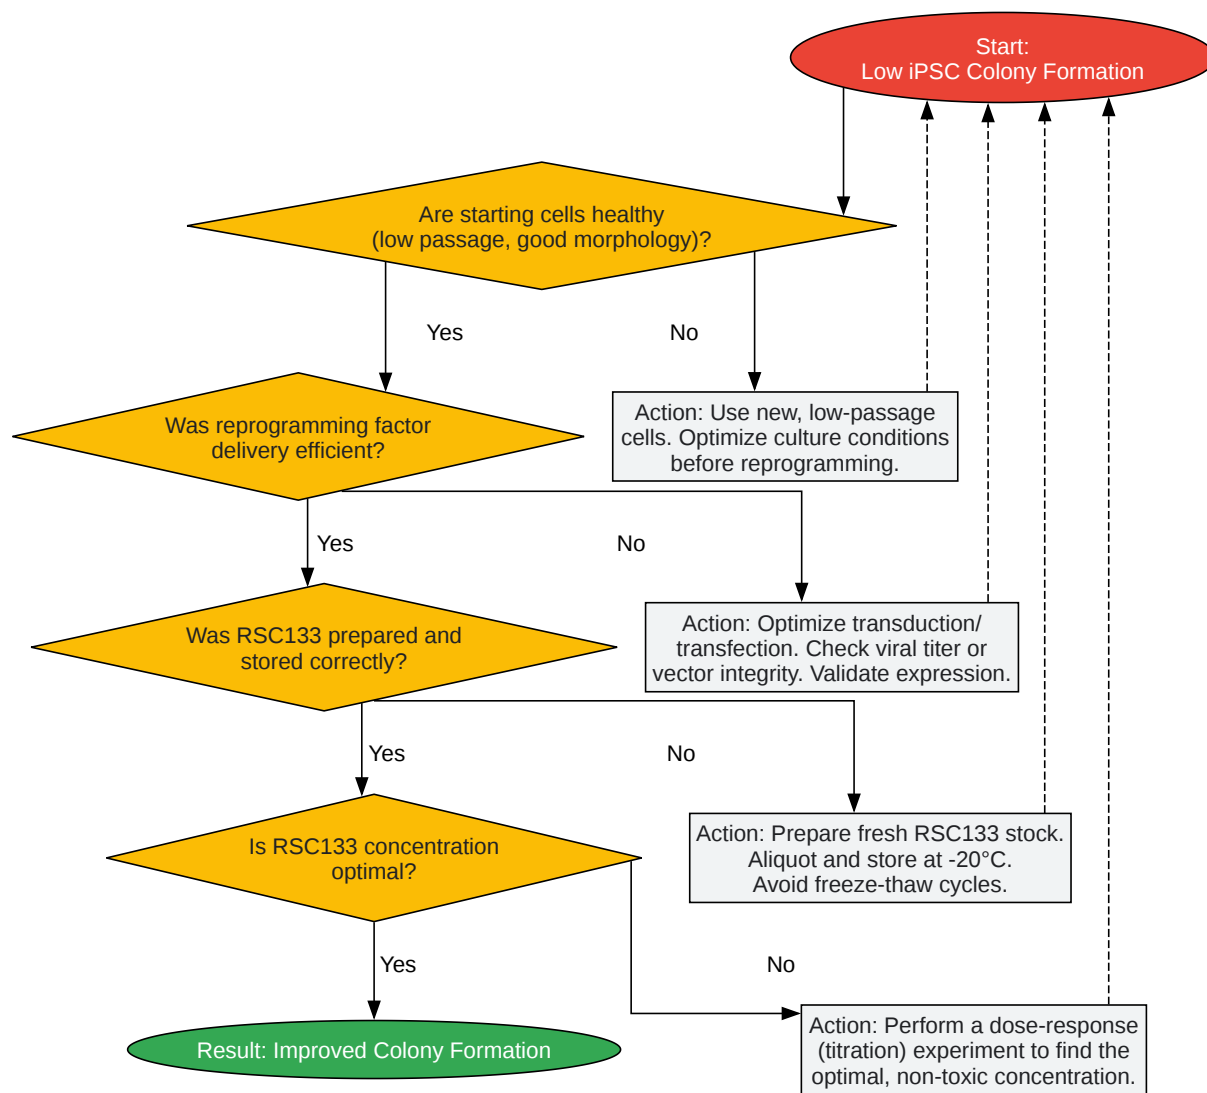 Start:
Low iPSC Colony Formation
Are starting cells healthy
(low passage, good morphology)?
Yes
No
Was reprogramming factor
delivery efficient?
Action: Use new, low-passage
cells. Optimize culture conditions
before reprogramming.
Yes
No
Was RSC133 prepared and
stored correctly?
Action: Optimize transduction/
transfection. Check viral titer or
vector integrity. Validate expression.
Yes
No
Is RSC133 concentration
optimal?
Action: Prepare fresh RSC133 stock.
Aliquot and store at -20°C.
Avoid freeze-thaw cycles.
Yes
No
Result: Improved Colony Formation
Action: Perform a dose-response
(titration) experiment to find the
optimal, non-toxic concentration.